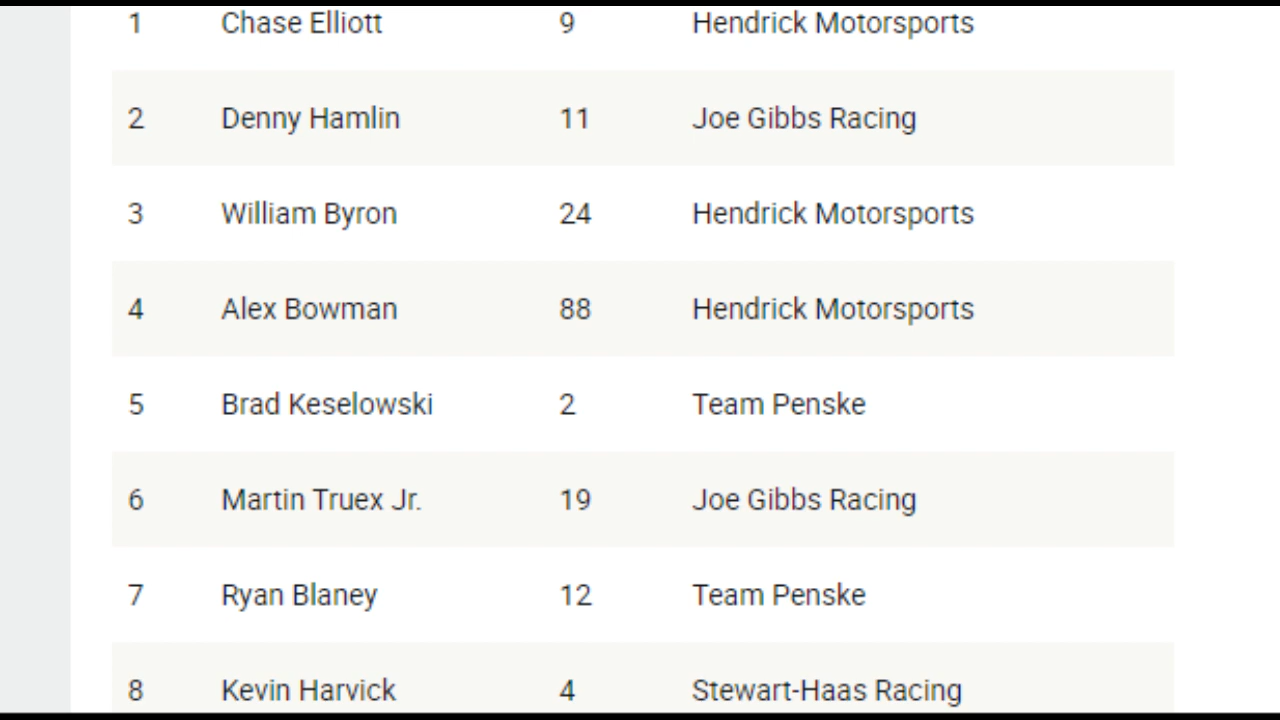 1 Chase Elliott 9 Hendrick Motorsports
2 Denny Hamlin 11 Joe Gibbs Racing
3 William Byron 24 Hendrick Motorsports
4 Alex Bowman 88 Hendrick Motorsports
5 Brad Keselowski 2 Team Penske
6 Martin Truex Jr. 19 Joe Gibbs Racing
7 Ryan Blaney 12 Team Penske
8 Kevin Harvick 4 Stewart-Haas Racing